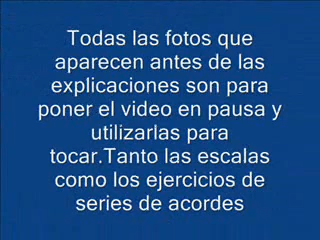 Todas las fotos que
aparecen antes de las
explicaciones son para
poner el video en pausa y
utilizarlas para
tocar.Tanto las escalas
como los ejercicios de
series de acordes